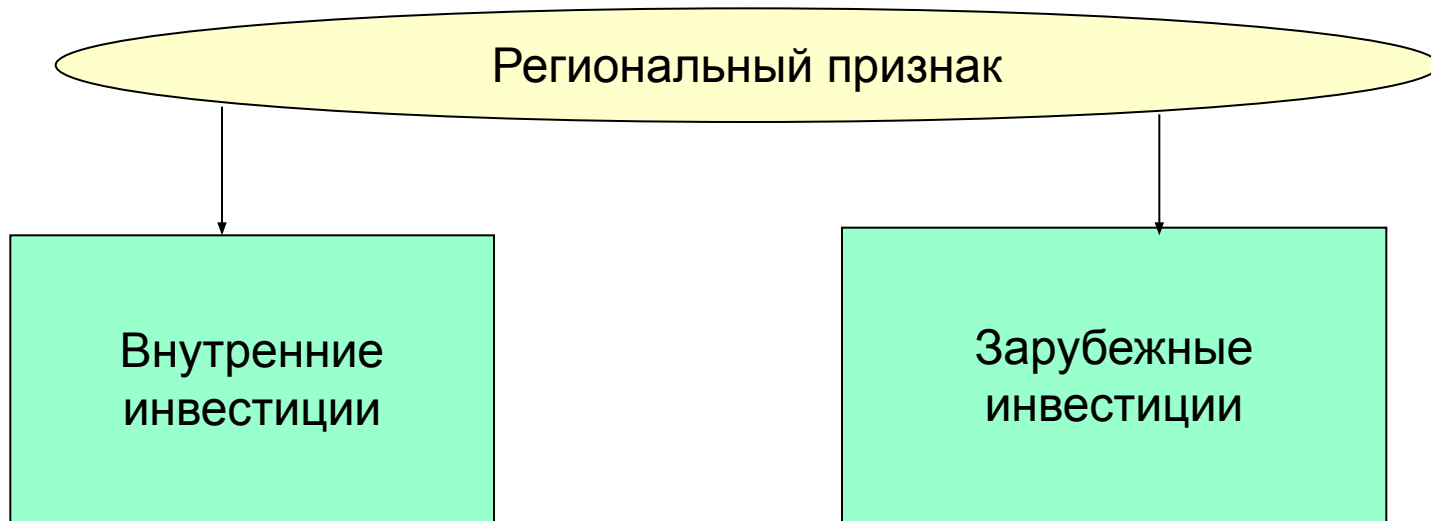 Региональный признак
Внутренние
инвестиции
Зарубежные
инвестиции